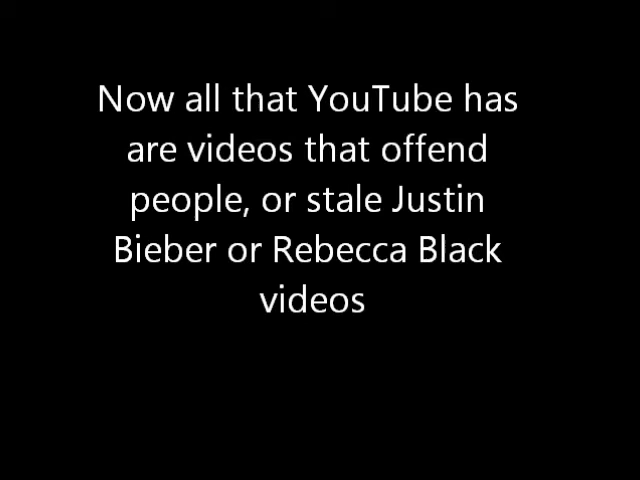 Now all that YouTube has
are videos that offend
people, or stale Justin
Bieber or Rebecca Black
videos